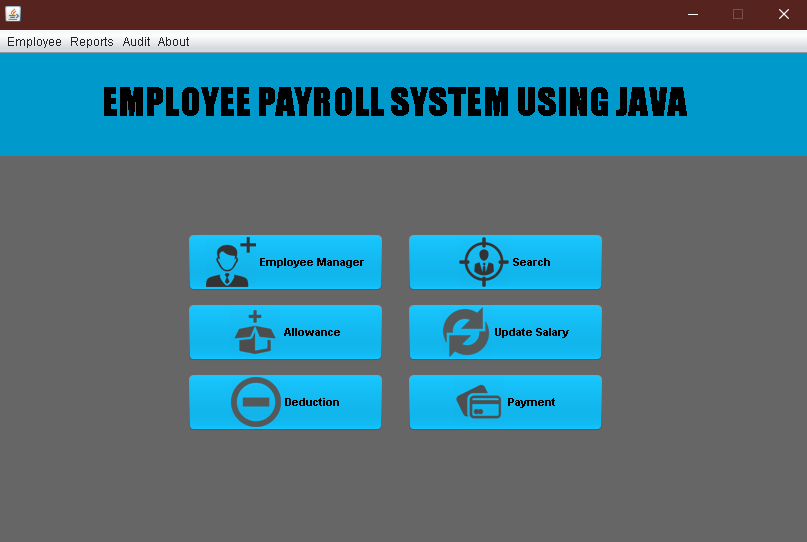 Employee Reports Audit About
EMPLOYEE PAYROLL SYSTEM USING JAVA
Employee Manager
Search
Allowance
Update Salary
Deduction
Payment